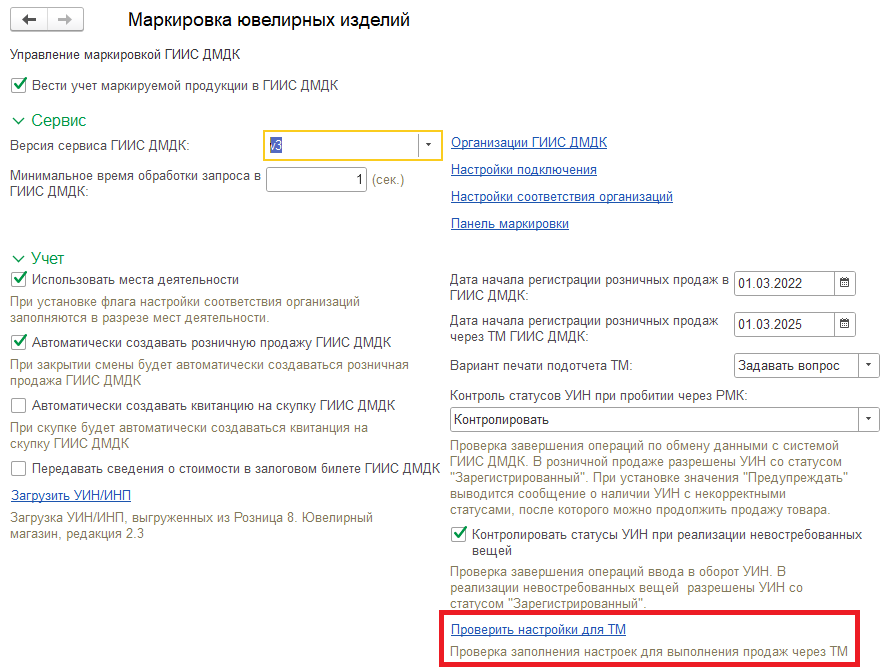 Маркировка ювелирных изделий
Управление маркировкой ГИИС ДМДК
Вести учет маркируемой продукции в ГИИС ДМДК
Сервис
Версия сервиса ГИИС ДМДК:
v3
Минимальное время обработки запроса в
ГИИС ДМДК:
1
(сек.)
Организации ГИИС ДМДК
Настройки подключения
Настройки соответствия организаций
Панель маркировки
Учет
Использовать места деятельности
При установке флага настройки соответствия организаций
заполняются в разрезе мест деятельности.
Автоматически создавать розничную продажу ГИИС ДМДК
При закрытии смены будет автоматически создаваться розничная
продажа ГИИС ДМДК
Автоматически создавать квитанцию на скупку ГИИС ДМДК
При скупке будет автоматически создаваться квитанция на
скупку ГИИС ДМДК
Передавать сведения о стоимости в залоговом билете ГИИС ДМДК
Загрузить УИН/ИНП
Загрузка УИН/ИНП, выгруженных из Розница 8. Ювелирный
магазин, редакция 2.3
Дата начала регистрации розничных продаж в
ГИИС ДМДК:
01.03.2022
Дата начала регистрации розничных продаж
через ТМ ГИИС ДМДК:
01.03.2025
Вариант печати подотчета ТМ:
Задавать вопрос
Контроль статусов УИН при пробитии через РМК:
Контролировать
Проверка завершения операций по обмену данными с системой
ГИИС ДМДК. В розничной продаже разрешены УИН со статусом
"Зарегистрированный". При установке значения "Предупреждать"
выводится сообщение о наличии УИН с некорректными
статусами, после которого можно продолжить продажу товара.
Контролировать статусы УИН при реализации невостребованных
вещей
Проверка завершения операций ввода в оборот УИН. В
реализации невостребованных вещей разрешены УИН со
статусом "Зарегистрированный".
Проверить настройки для ТМ
Проверка заполнения настроек для выполнения продаж через ТМ